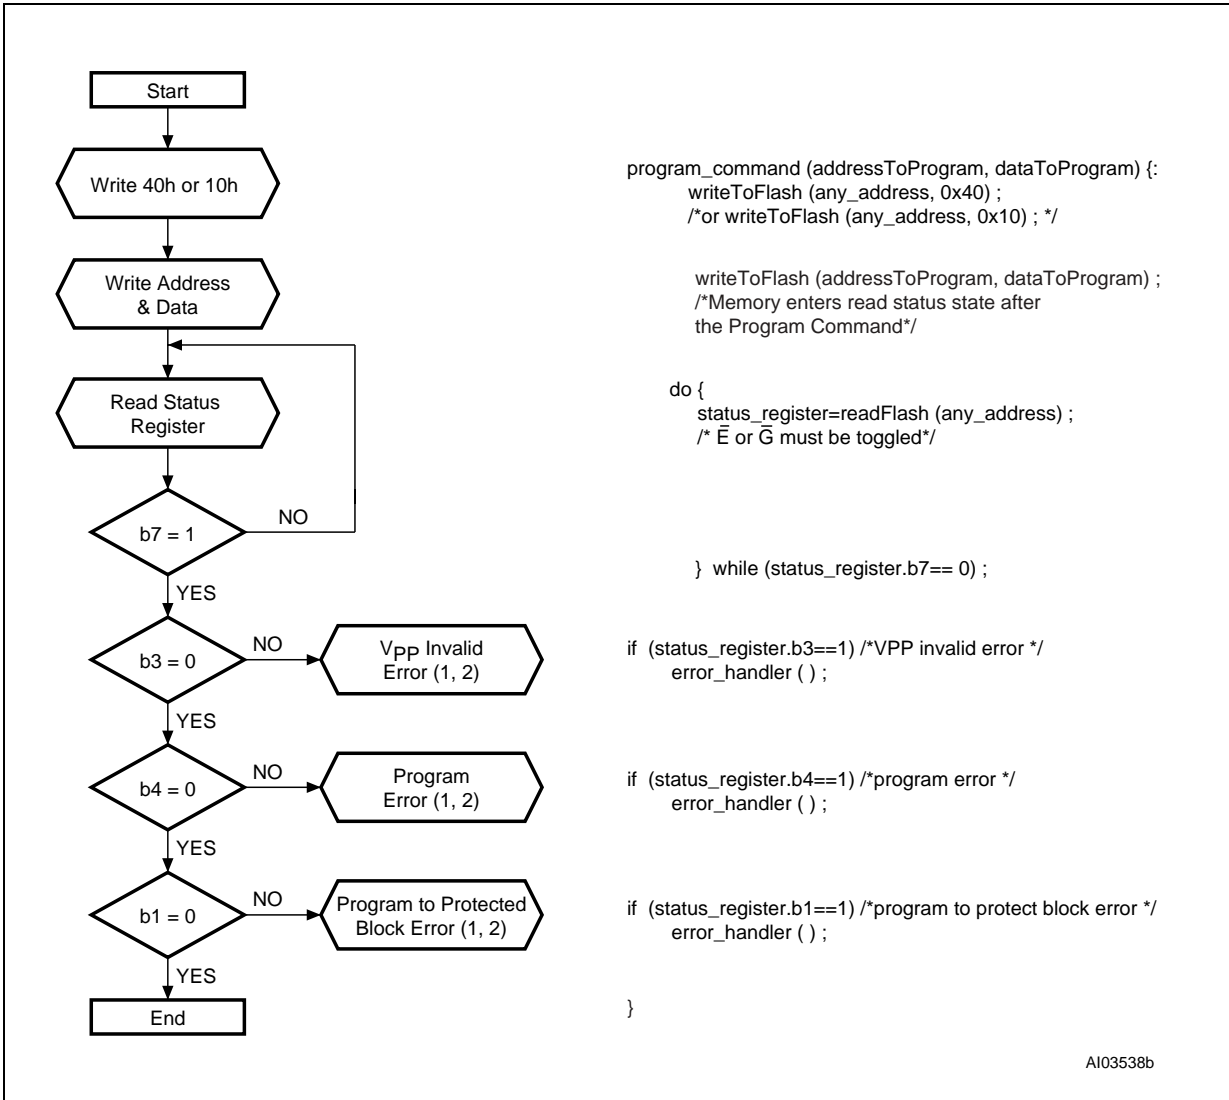 Start
Write 40h or 10h
Write Address
& Data
Read Status
Register
b7 = 1
NO
YES
b3 = 0
NO
VPP Invalid
Error (1, 2)
YES
b4 = 0
NO
Program
Error (1, 2)
YES
b1 = 0
NO
Program to Protected
Block Error (1, 2)
YES
End
program_command (addressToProgram, dataToProgram) {:
writeToFlash (any_address, 0x40) ;
/*or writeToFlash (any_address, 0x10) ; */
writeToFlash (addressToProgram, dataToProgram) ;
/*Memory enters read status state after
the Program Command*/
do {
status_register=readFlash (any_address) ;
/* E̅ or G̅ must be toggled*/
} while (status_register.b7== 0) ;
if (status_register.b3==1) /*VPP invalid error */
error_handler ( ) ;
if (status_register.b4==1) /*program error */
error_handler ( ) ;
if (status_register.b1==1) /*program to protect block error */
error_handler ( ) ;
}
AI03538b